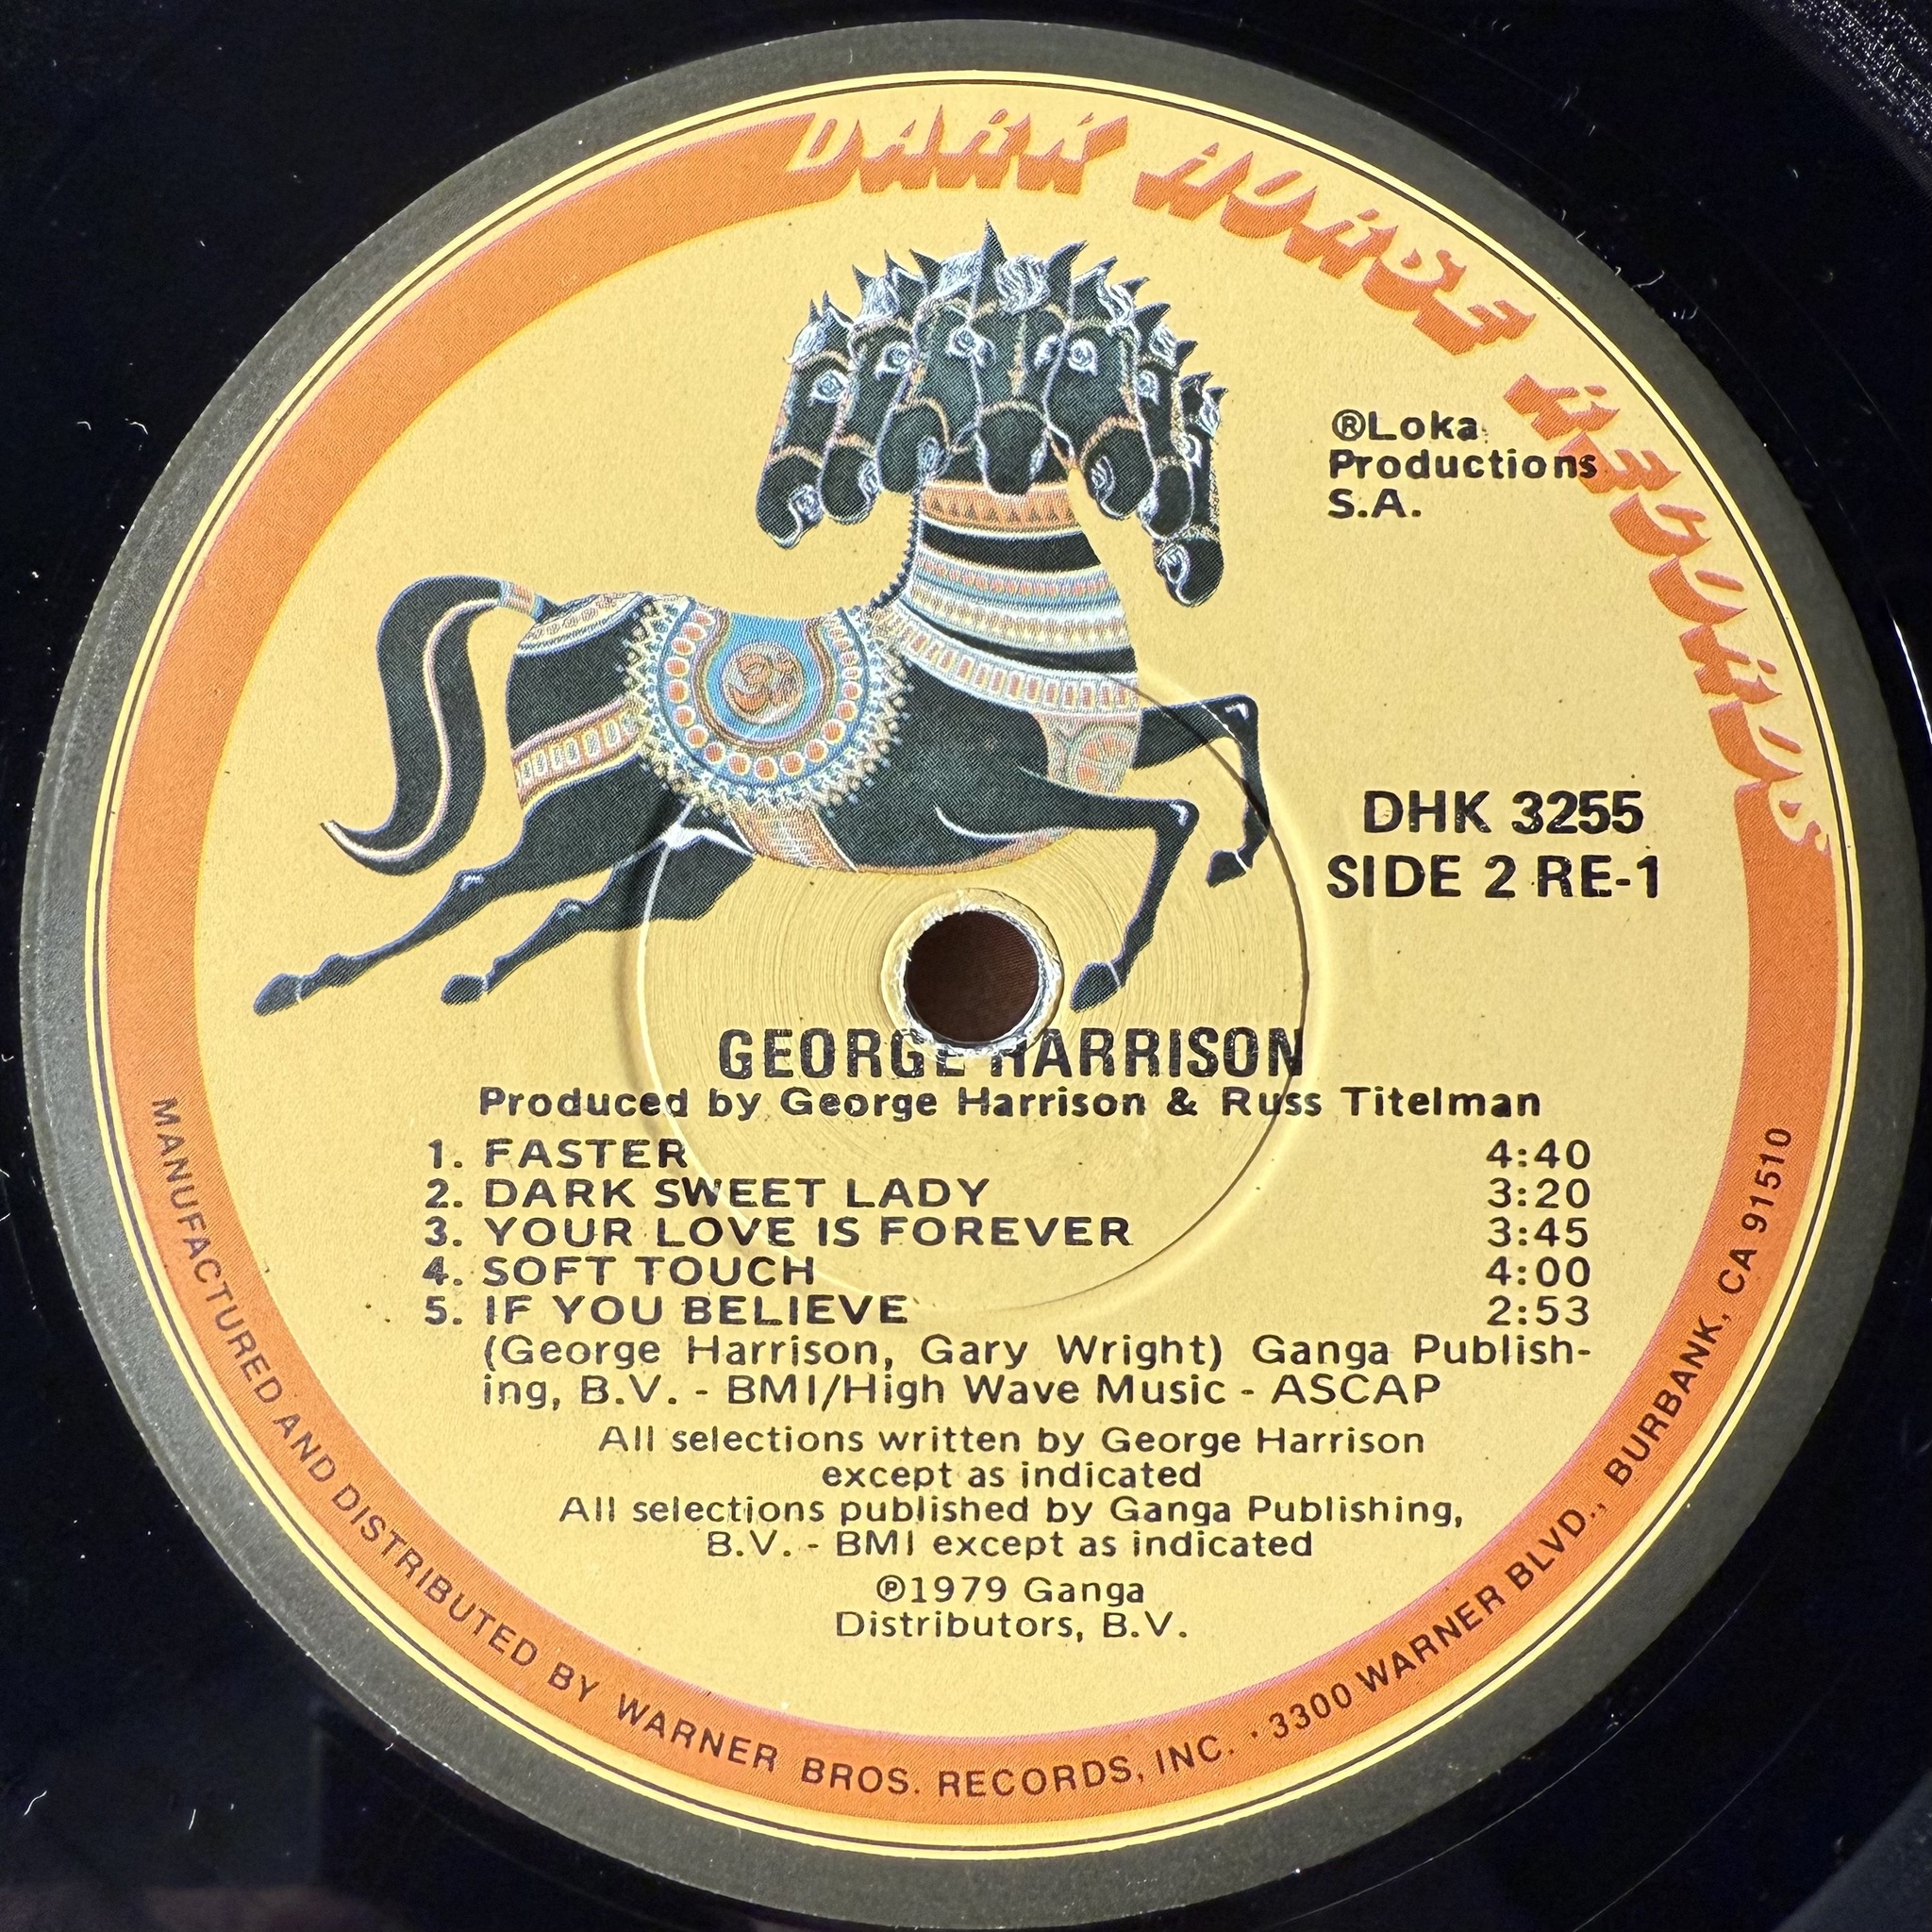 DARK HORSE RECORDS
®Loka
Productions
S.A.
DHK 3255
SIDE 2 RE-1
GEORGE HARRISON
Produced by George Harrison & Russ Titelman
1. FASTER 4:40
2. DARK SWEET LADY 3:20
3. YOUR LOVE IS FOREVER 3:45
4. SOFT TOUCH 4:00
5. IF YOU BELIEVE 2:53
(George Harrison, Gary Wright) Ganga Publish-
ing, B.V. - BMI/High Wave Music - ASCAP
All selections written by George Harrison
except as indicated
All selections published by Ganga Publishing,
B.V. - BMI except as indicated
℗1979 Ganga
Distributors, B.V.
MANUFACTURED AND DISTRIBUTED BY WARNER BROS. RECORDS, INC. · 3300 WARNER BLVD., BURBANK, CA 91510
ॐ